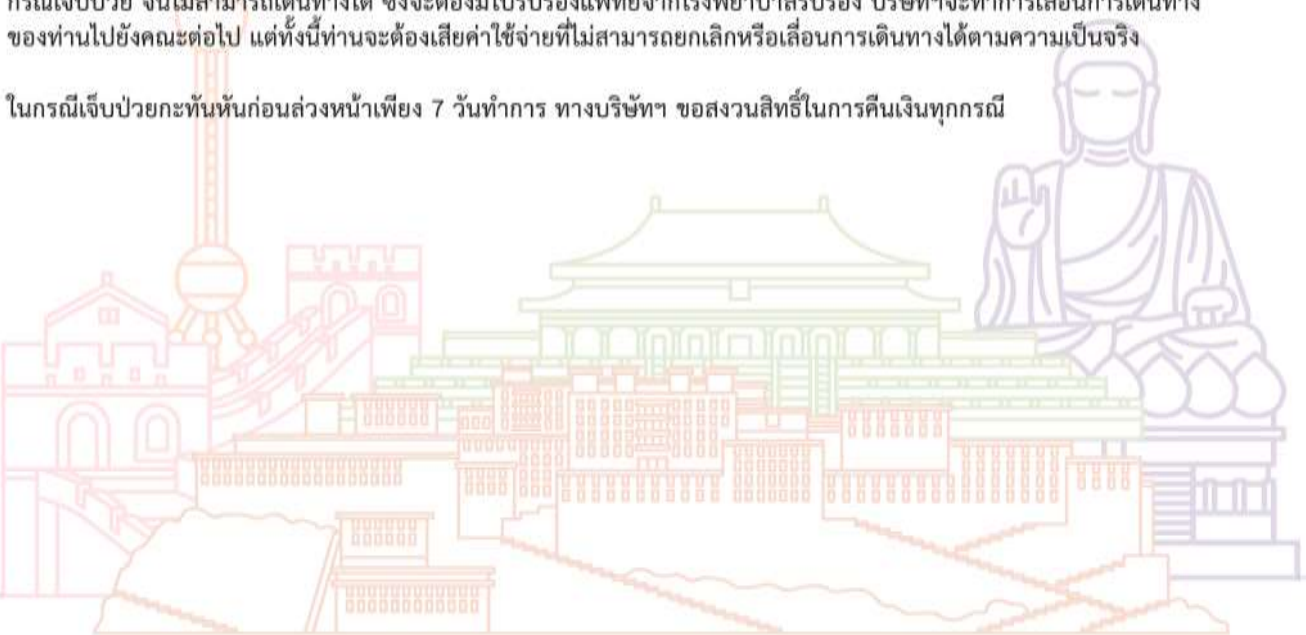 กรณีเจ็บป่วย จนไม่สามารถเดินทางได้ ซึ่งจะต้องมีใบรับรองแพทย์จากโรงพยาบาลรับรอง บริษัทฯจะทำการเลื่อนการเดินทาง
ของท่านไปยังคณะต่อไป แต่ทั้งนี้ท่านจะต้องเสียค่าใช้จ่ายที่ไม่สามารถยกเลิกหรือเลื่อนการเดินทางได้ตามความเป็นจริง
ในกรณีเจ็บป่วยกะทันหันก่อนล่วงหน้าเพียง 7 วันทำการ ทางบริษัทฯ ขอสงวนสิทธิ์ในการคืนเงินทุกกรณี